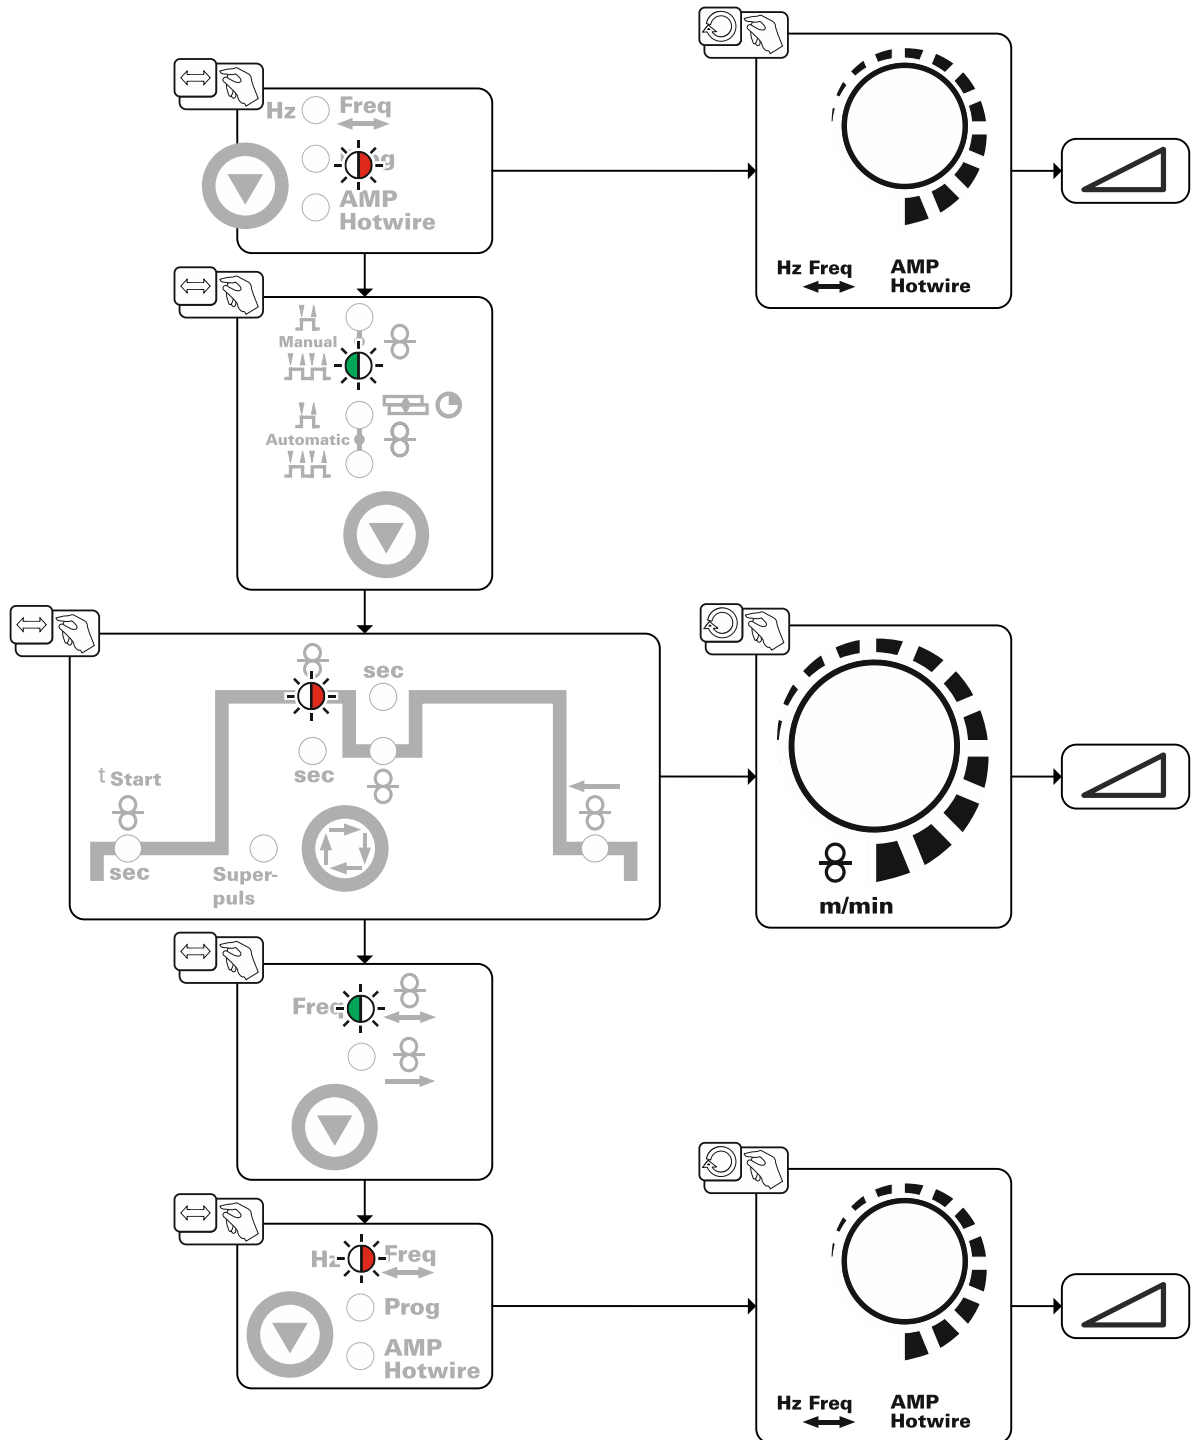 Hz Freq
AMP
Hotwire
Hz Freq AMP
Hotwire
Manual
Automatic
sec
sec
t Start
sec
Super-
puls
m/min
Freq
Hz Freq
Prog
AMP
Hotwire
Hz Freq AMP
Hotwire